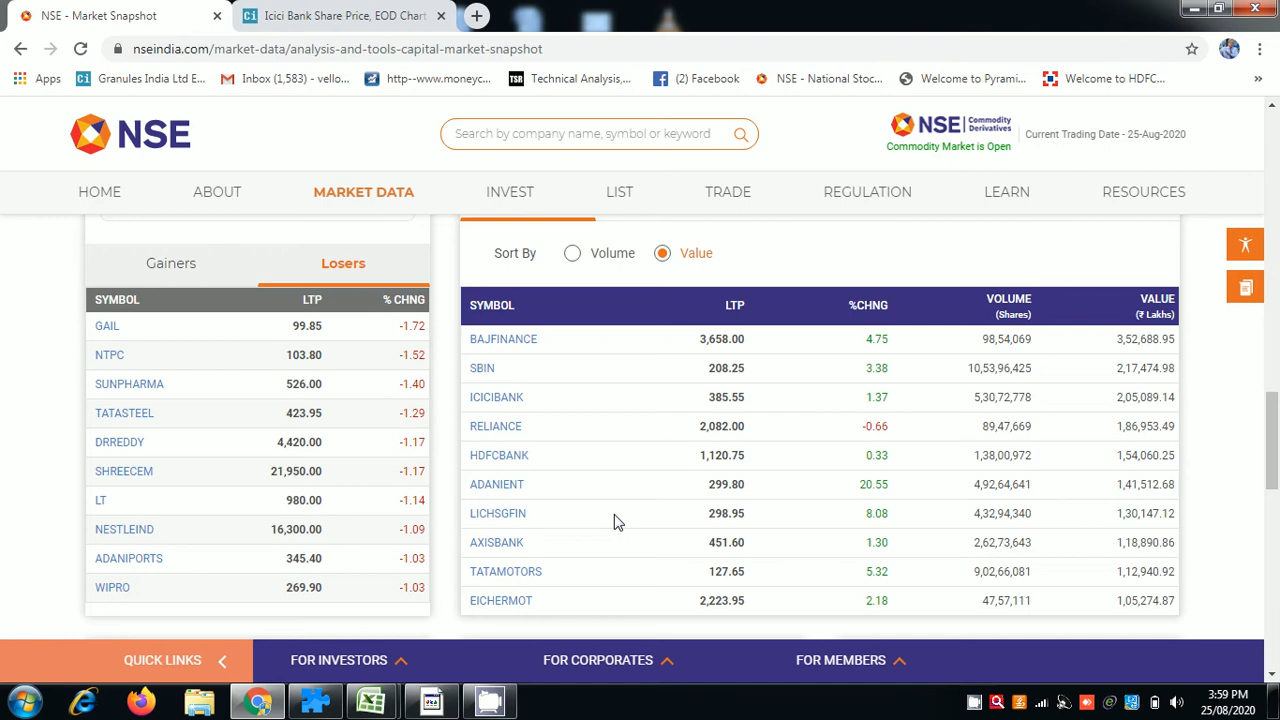 NSE - Market Snapshot
Icici Bank Share Price, EOD Chart
nseindia.com/market-data/analysis-and-tools-capital-market-snapshot
Apps Granules India Ltd E... Inbox (1,583) - vello... http--www.moneyc... Technical Analysis,... (2) Facebook NSE - National Stoc... Welcome to Pyrami... Welcome to HDFC...
NSE
Search by company name, symbol or keyword
NSE Commodity Derivatives
Commodity Market is Open
Current Trading Date - 25-Aug-2020
HOME ABOUT MARKET DATA INVEST LIST TRADE REGULATION LEARN RESOURCES
Gainers Losers
SYMBOL LTP % CHNG
GAIL 99.85 -1.72
NTPC 103.80 -1.52
SUNPHARMA 526.00 -1.40
TATASTEEL 423.95 -1.29
DRREDDY 4,420.00 -1.17
SHREECEM 21,950.00 -1.17
LT 980.00 -1.14
NESTLEIND 16,300.00 -1.09
ADANIPORTS 345.40 -1.03
WIPRO 269.90 -1.03
Sort By Volume Value
SYMBOL LTP %CHNG VOLUME (Shares) VALUE (₹ Lakhs)
BAJFINANCE 3,658.00 4.75 98,54,069 3,52,688.95
SBIN 208.25 3.38 10,53,96,425 2,17,474.98
ICICIBANK 385.55 1.37 5,30,72,778 2,05,089.14
RELIANCE 2,082.00 -0.66 89,47,669 1,86,953.49
HDFCBANK 1,120.75 0.33 1,38,00,972 1,54,060.25
ADANIENT 299.80 20.55 4,92,64,641 1,41,512.68
LICHSGFIN 298.95 8.08 4,32,94,340 1,30,147.12
AXISBANK 451.60 1.30 2,62,73,643 1,18,890.86
TATAMOTORS 127.65 5.32 9,02,66,081 1,12,940.92
EICHERMOT 2,223.95 2.18 47,57,111 1,05,274.87
QUICK LINKS FOR INVESTORS FOR CORPORATES FOR MEMBERS
3:59 PM
25/08/2020